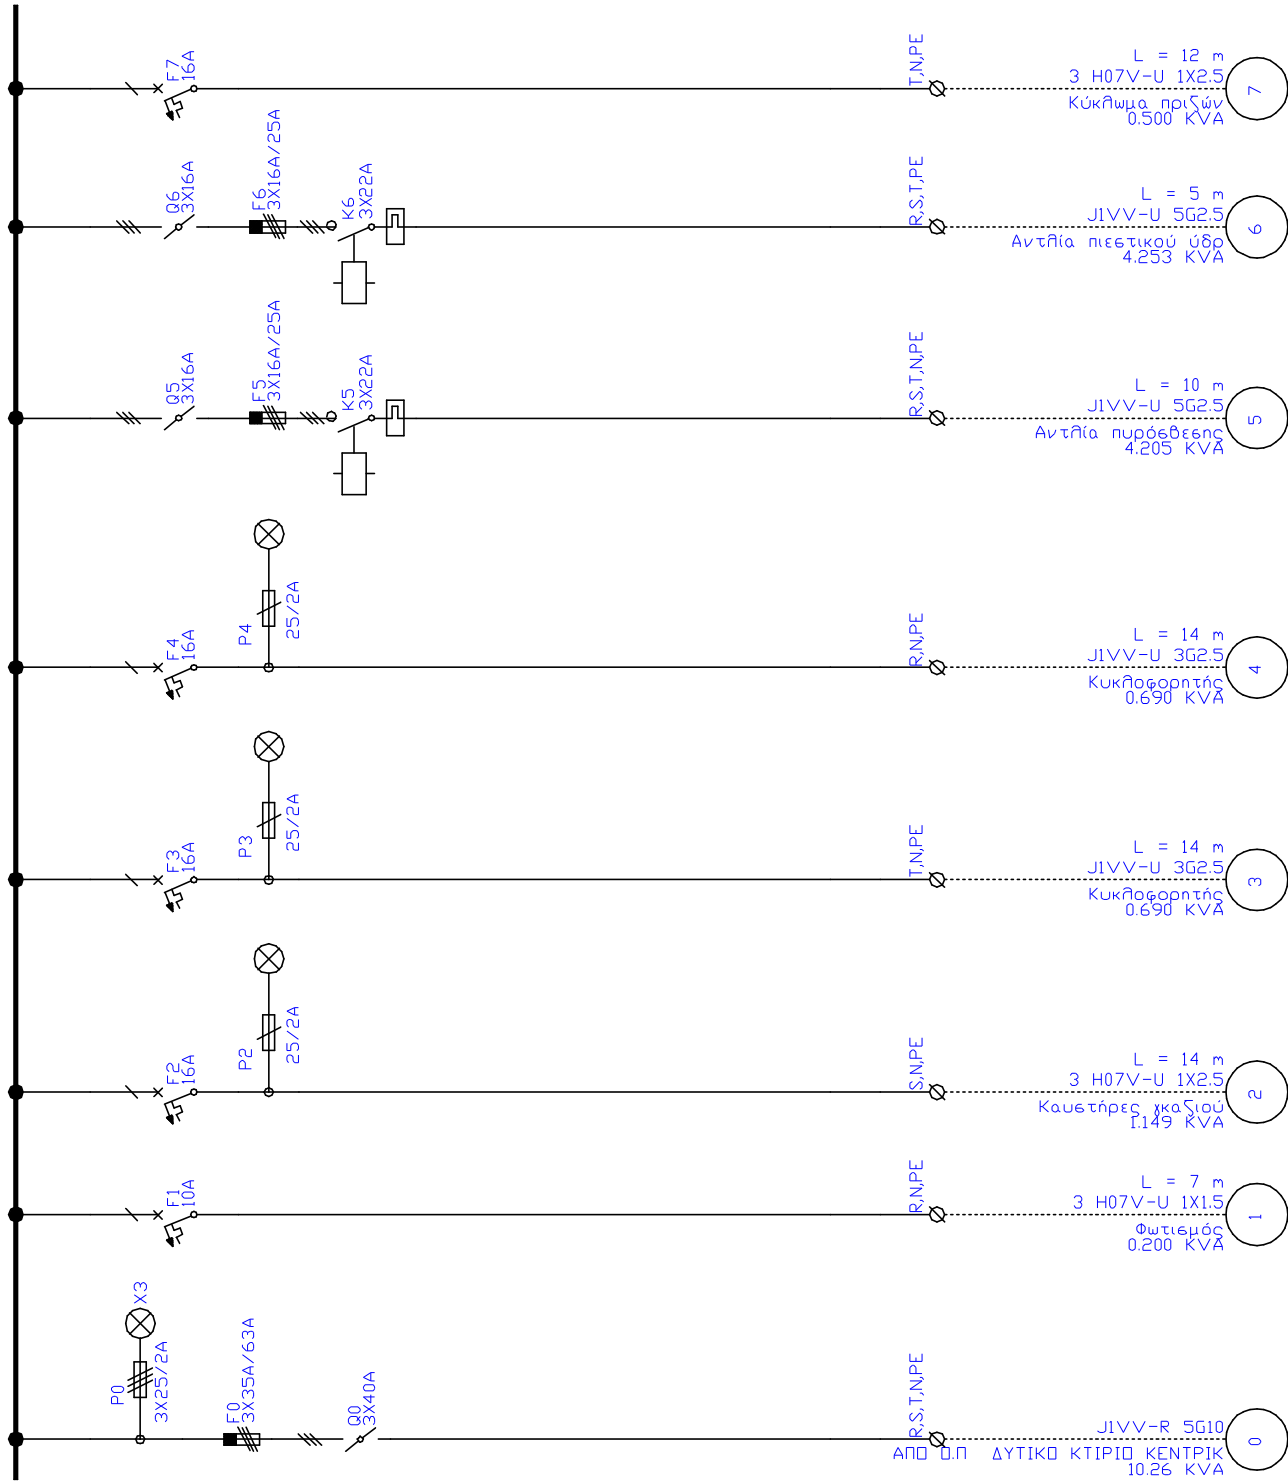 F7
16A
T,N,PE
L = 12 m
3 H07V-U 1X2.5
Κύκλωμα πριζών
0.500 KVA
7
Q6
3X16A
F6
3X16A/25A
K6
3X22A
R,S,T,PE
L = 5 m
J1VV-U 5G2.5
Αντλία πιεστικού ύδρ
4.253 KVA
6
Q5
3X16A
F5
3X16A/25A
K5
3X22A
R,S,T,N,PE
L = 10 m
J1VV-U 5G2.5
Αντλία πυρόσβεσης
4.205 KVA
5
F4
16A
P4
25/2A
R,N,PE
L = 14 m
J1VV-U 3G2.5
Κυκλοφορητής
0.690 KVA
4
F3
16A
P3
25/2A
T,N,PE
L = 14 m
J1VV-U 3G2.5
Κυκλοφορητής
0.690 KVA
3
F2
16A
P2
25/2A
S,N,PE
L = 14 m
3 H07V-U 1X2.5
Καυστήρες γκαζιού
1.149 KVA
2
F1
10A
R,N,PE
L = 7 m
3 H07V-U 1X1.5
Φωτισμός
0.200 KVA
1
X3
P0
3X25/2A
F0
3X35A/63A
Q0
3X40A
R,S,T,N,PE
J1VV-R 5G10
ΑΠΟ Ο.Π ΔΥΤΙΚΟ ΚΤΙΡΙΟ ΚΕΝΤΡΙΚ
10.26 KVA
0